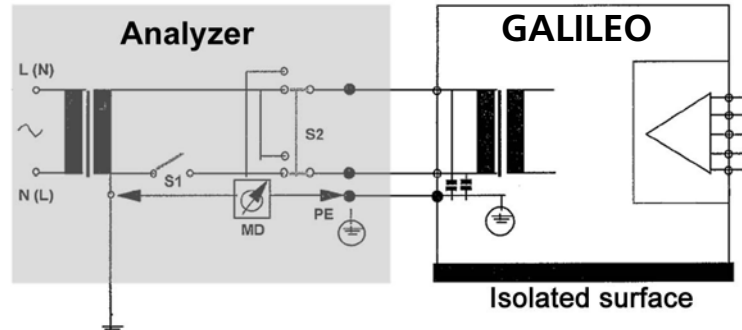 Analyzer
GALILEO
L (N)
S2
S1
N (L)
MD
PE
Isolated surface